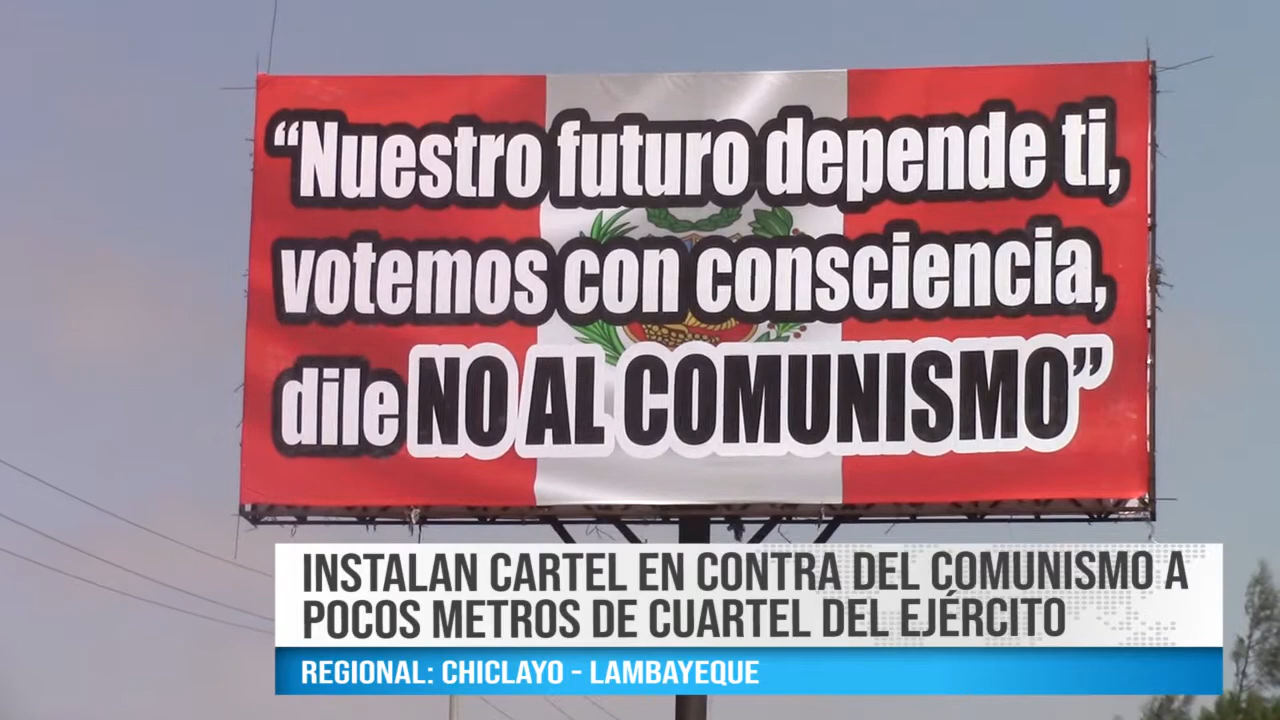 “Nuestro futuro depende ti,
votemos con consciencia,
dile NO AL COMUNISMO”
INSTALAN CARTEL EN CONTRA DEL COMUNISMO A
POCOS METROS DE CUARTEL DEL EJÉRCITO
REGIONAL: CHICLAYO - LAMBAYEQUE